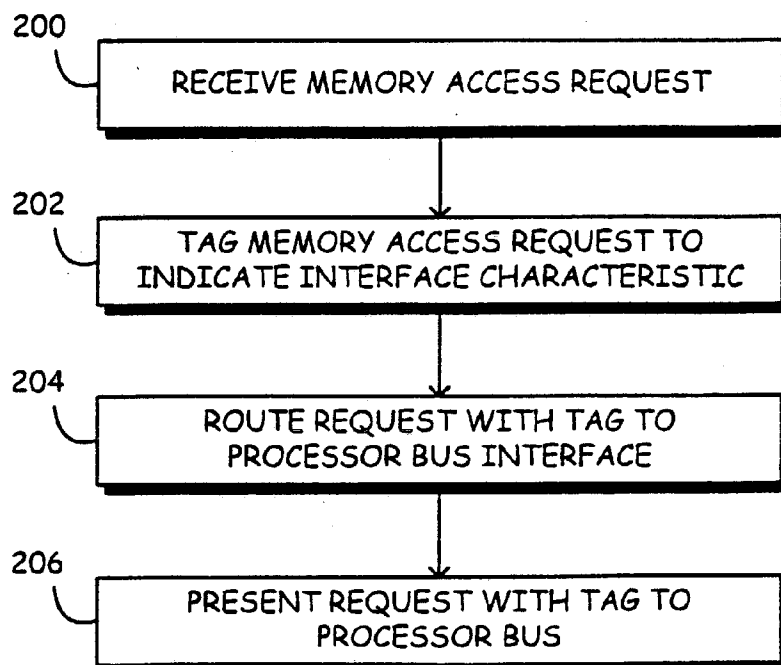 200
RECEIVE MEMORY ACCESS REQUEST
202
TAG MEMORY ACCESS REQUEST TO
INDICATE INTERFACE CHARACTERISTIC
204
ROUTE REQUEST WITH TAG TO
PROCESSOR BUS INTERFACE
206
PRESENT REQUEST WITH TAG TO
PROCESSOR BUS